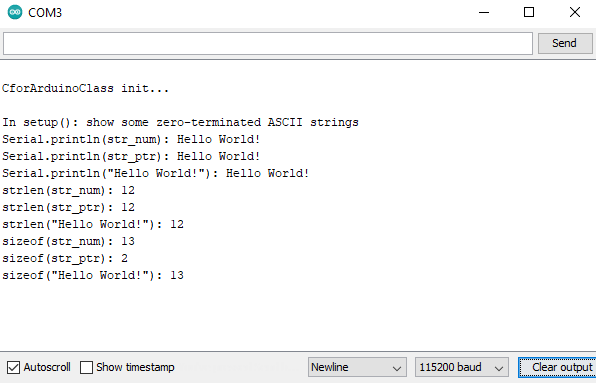 COM3
Send
CforArduinoClass init...
In setup(): show some zero-terminated ASCII strings
Serial.println(str_num): Hello World!
Serial.println(str_ptr): Hello World!
Serial.println("Hello World!"): Hello World!
strlen(str_num): 12
strlen(str_ptr): 12
strlen("Hello World!"): 12
sizeof(str_num): 13
sizeof(str_ptr): 2
sizeof("Hello World!"): 13
Autoscroll Show timestamp Newline 115200 baud Clear output